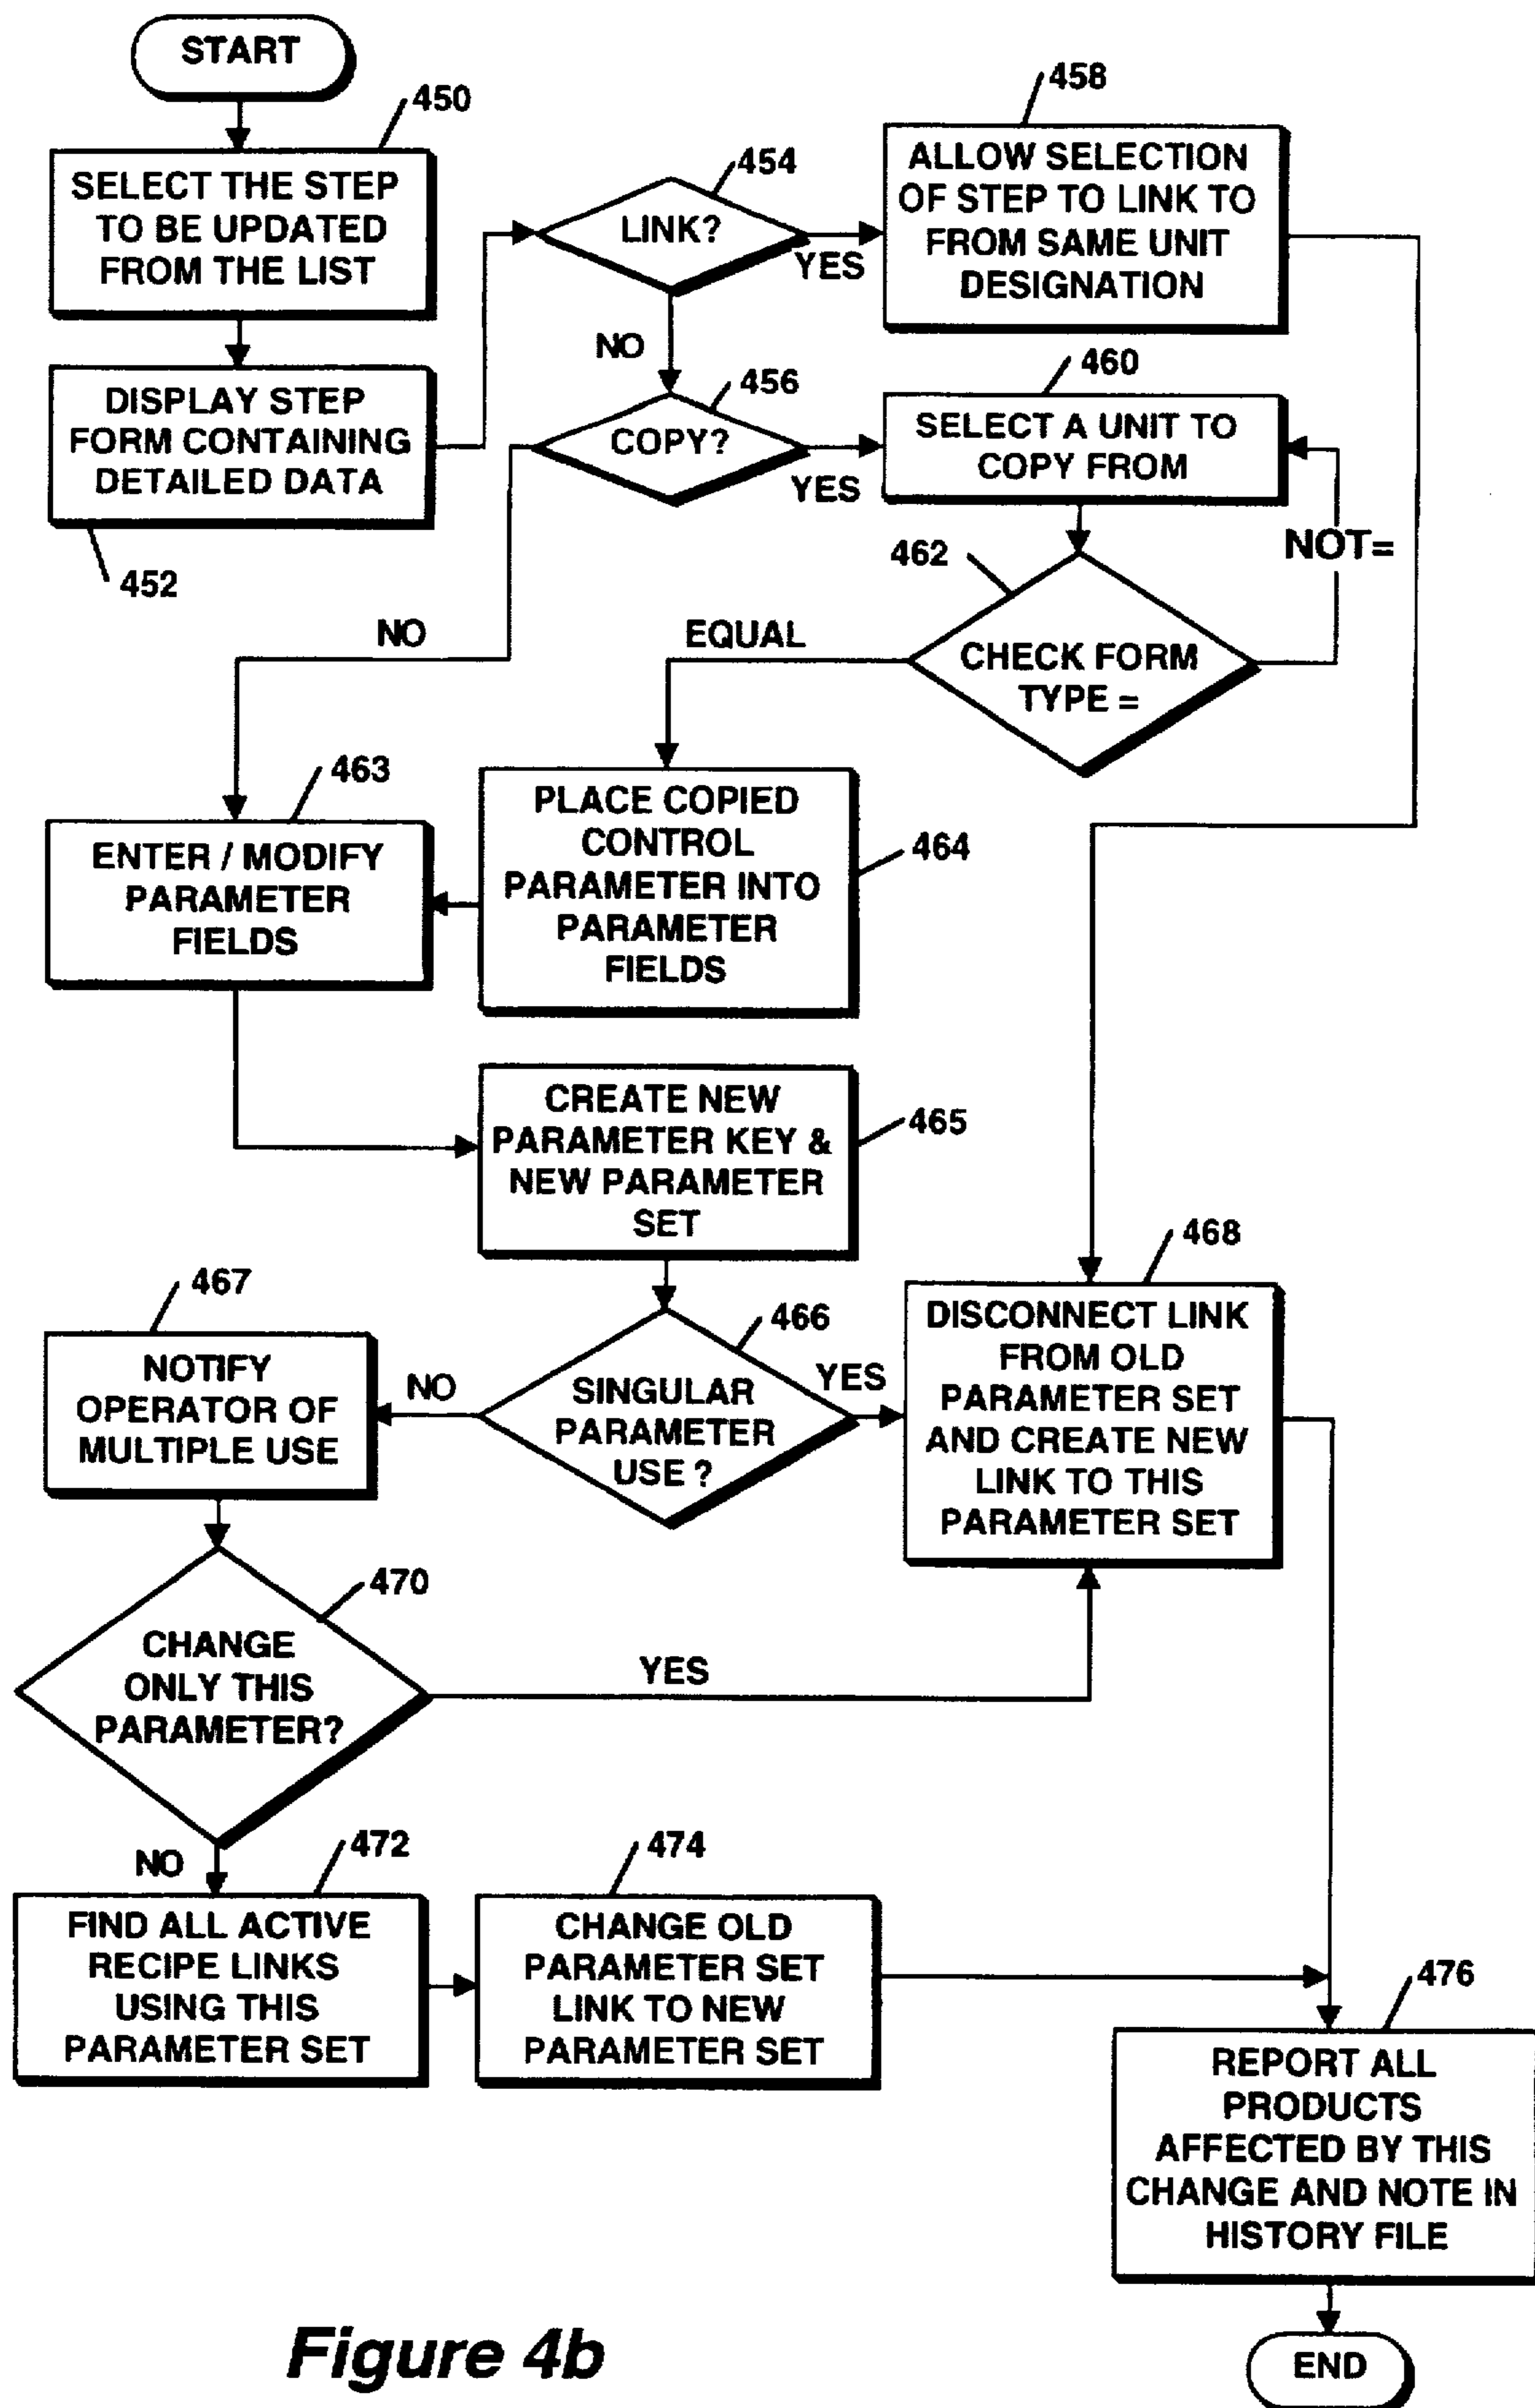 START
450
SELECT THE STEP
TO BE UPDATED
FROM THE LIST
DISPLAY STEP
FORM CONTAINING
DETAILED DATA
452
454
LINK?
YES
NO
458
ALLOW SELECTION
OF STEP TO LINK TO
FROM SAME UNIT
DESIGNATION
456
COPY?
YES
NO
460
SELECT A UNIT TO
COPY FROM
NOT=
462
CHECK FORM
TYPE =
EQUAL
463
ENTER / MODIFY
PARAMETER
FIELDS
PLACE COPIED
CONTROL
PARAMETER INTO
PARAMETER
FIELDS
464
CREATE NEW
PARAMETER KEY &
NEW PARAMETER
SET
465
466
SINGULAR
PARAMETER
USE ?
YES
NO
467
NOTIFY
OPERATOR OF
MULTIPLE USE
468
DISCONNECT LINK
FROM OLD
PARAMETER SET
AND CREATE NEW
LINK TO THIS
PARAMETER SET
470
CHANGE
ONLY THIS
PARAMETER?
YES
NO
472
FIND ALL ACTIVE
RECIPE LINKS
USING THIS
PARAMETER SET
474
CHANGE OLD
PARAMETER SET
LINK TO NEW
PARAMETER SET
476
REPORT ALL
PRODUCTS
AFFECTED BY THIS
CHANGE AND NOTE IN
HISTORY FILE
END
Figure 4b